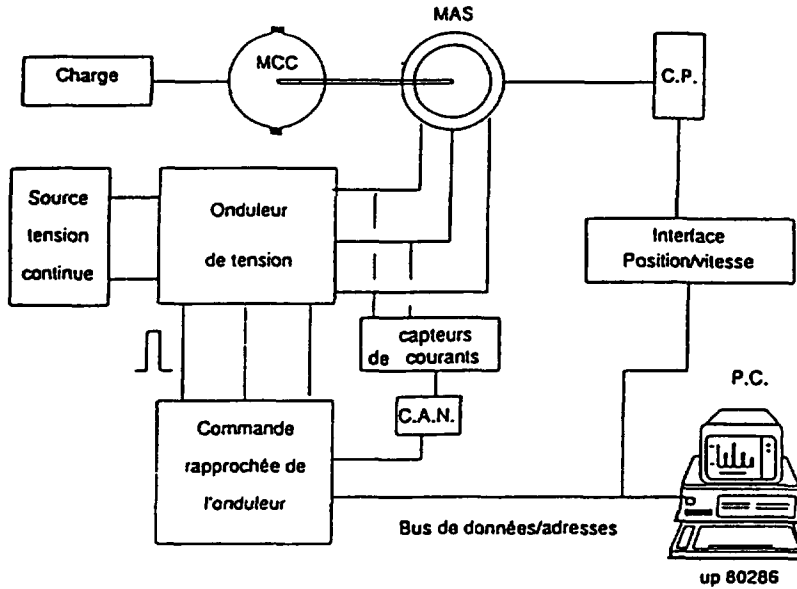 MAS
Charge
MCC
C.P.
Source
tension
continue
Onduleur
de tension
Interface
Position/vitesse
capteurs
de courants
C.A.N.
P.C.
Commande
rapprochée de
l'onduleur
Bus de données/adresses
up 80286